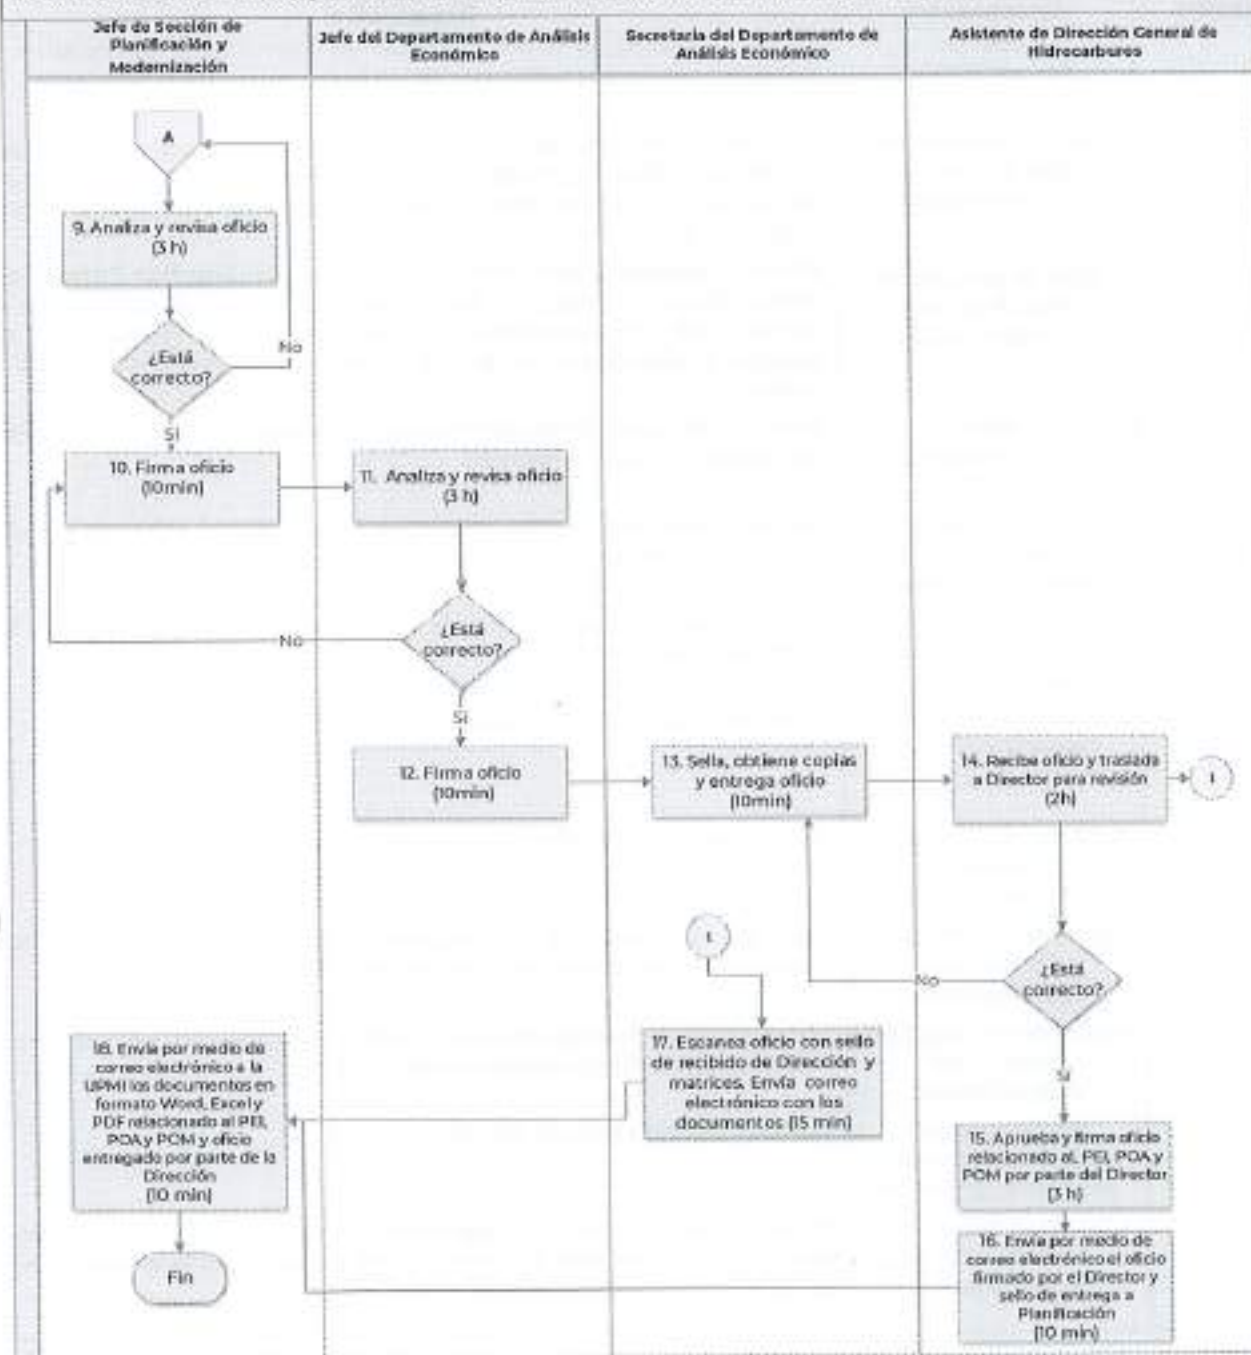 Jefe de Sección de
Planificación y
Modernización
Jefe del Departamento de Análisis
Económico
Secretaria del Departamento de
Análisis Económico
Asistente de Dirección General de
Hidrocarburos
A
9. Analiza y revisa oficio
(3 h)
¿Está
correcto?
No
Si
10. Firma oficio
(10min)
11. Analiza y revisa oficio
(3 h)
¿Está
correcto?
No
Si
12. Firma oficio
(10min)
13. Sella, obtiene copias
y entrega oficio
(10min)
14. Recibe oficio y traslada
a Director para revisión
(2h)
1
1
¿Está
correcto?
No
Si
17. Escanea oficio con sello
de recibido de Dirección y
matrices. Envía correo
electrónico con los
documentos (15 min)
15. Aprueba y firma oficio
relacionado al, PEI, POA y
POM por parte del Director
(3 h)
16. Envía por medio de
correo electrónico el oficio
firmado por el Director y
sello de entrega a
Planificación
(10 min)
18. Envía por medio de
correo electrónico a la
UPMI los documentos en
formato Word, Excel y
PDF relacionado al PEI,
POA y POM y oficio
entregado por parte de la
Dirección
(10 min)
Fin